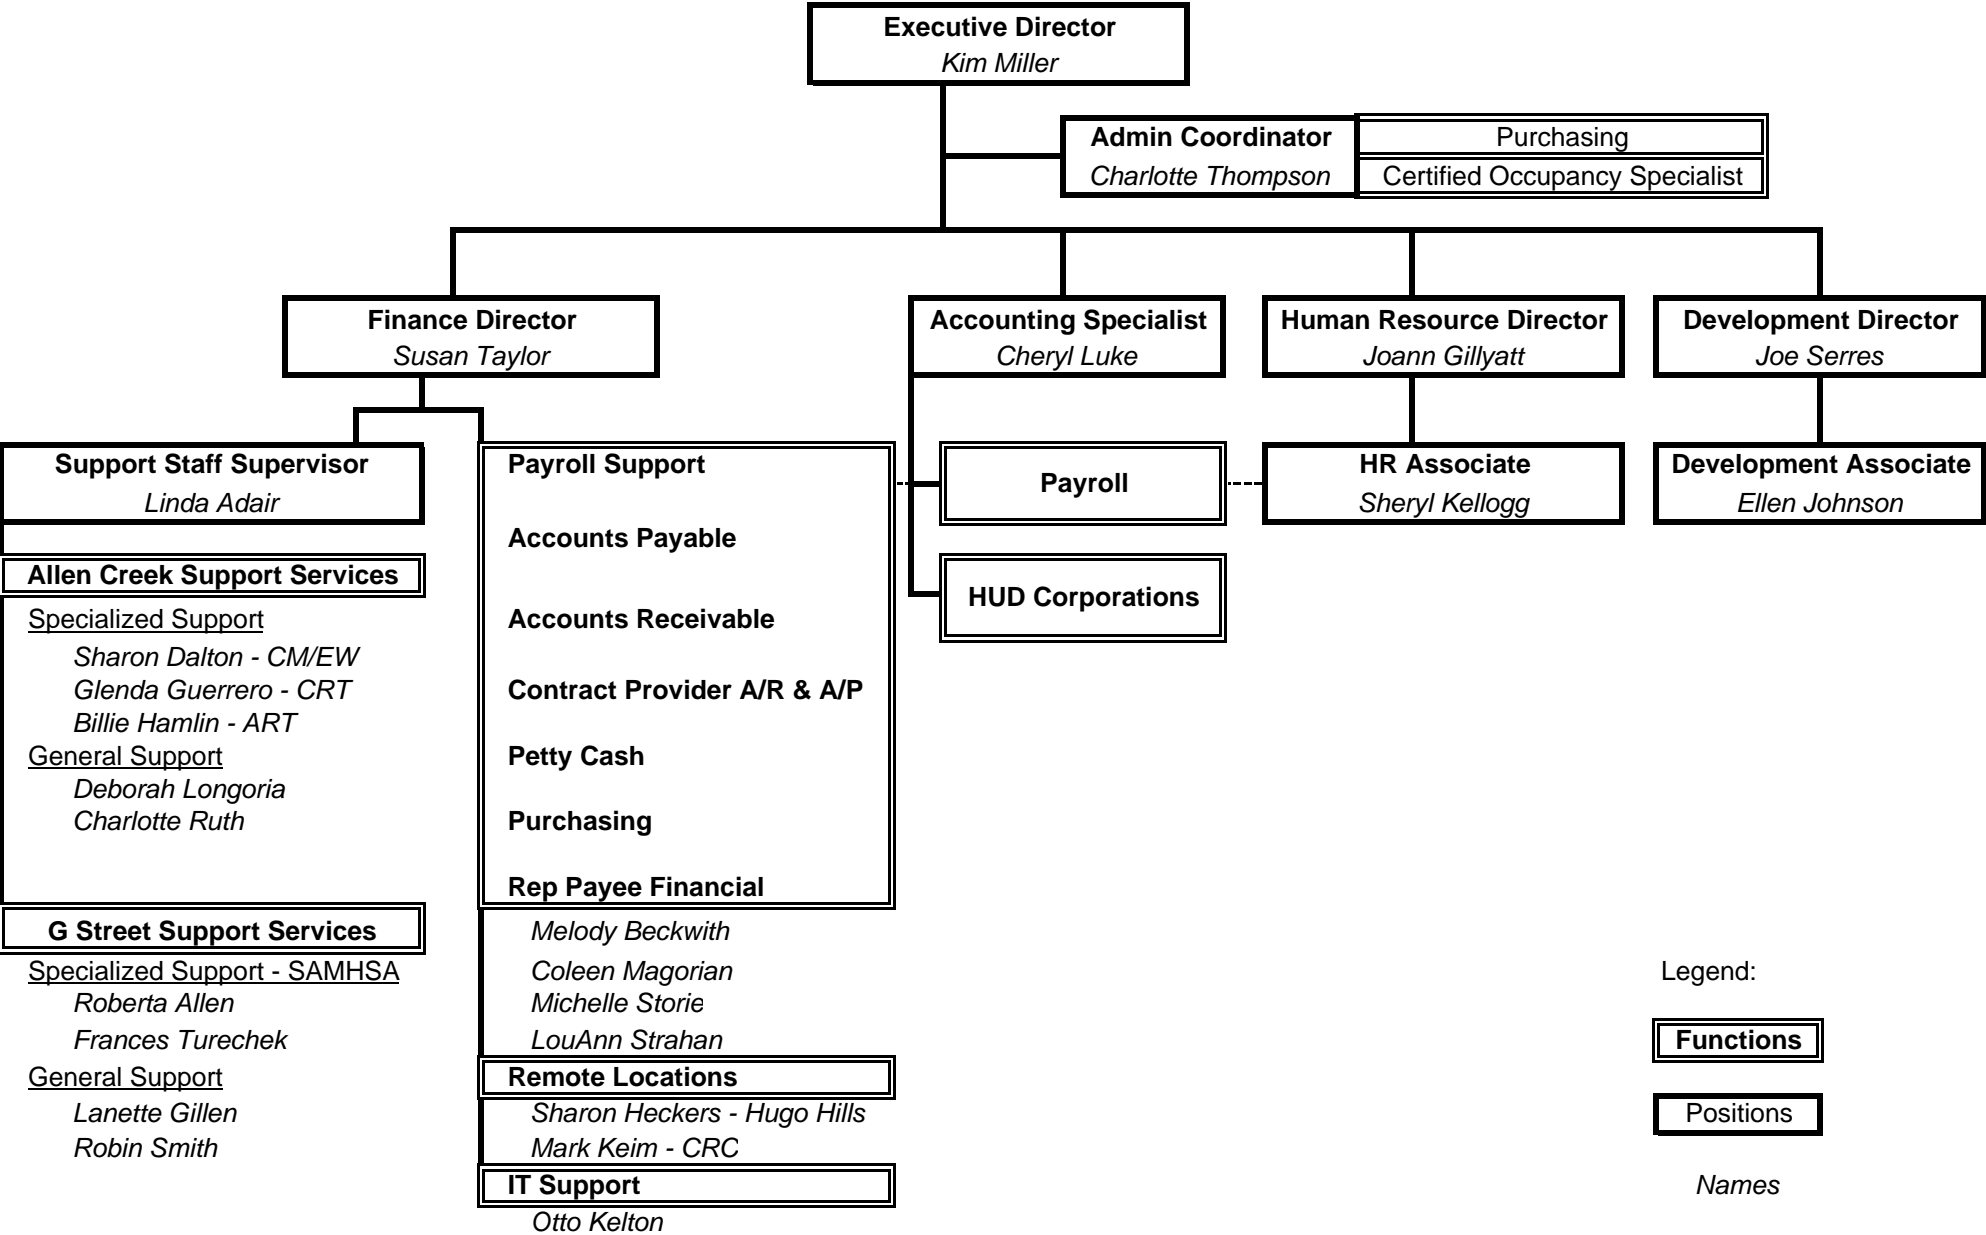 Executive Director
Kim Miller
Admin Coordinator
Charlotte Thompson
Purchasing
Certified Occupancy Specialist
Finance Director
Susan Taylor
Accounting Specialist
Cheryl Luke
Human Resource Director
Joann Gillyatt
Development Director
Joe Serres
Support Staff Supervisor
Linda Adair
Allen Creek Support Services
Specialized Support
Sharon Dalton - CM/EW
Glenda Guerrero - CRT
Billie Hamlin - ART
General Support
Deborah Longoria
Charlotte Ruth
G Street Support Services
Specialized Support - SAMHSA
Roberta Allen
Frances Turechek
General Support
Lanette Gillen
Robin Smith
Payroll Support
Accounts Payable
Accounts Receivable
Contract Provider A/R & A/P
Petty Cash
Purchasing
Rep Payee Financial
Melody Beckwith
Coleen Magorian
Michelle Storie
LouAnn Strahan
Remote Locations
Sharon Heckers - Hugo Hills
Mark Keim - CRC
IT Support
Otto Kelton
Payroll
HUD Corporations
HR Associate
Sheryl Kellogg
Development Associate
Ellen Johnson
Legend:
Functions
Positions
Names